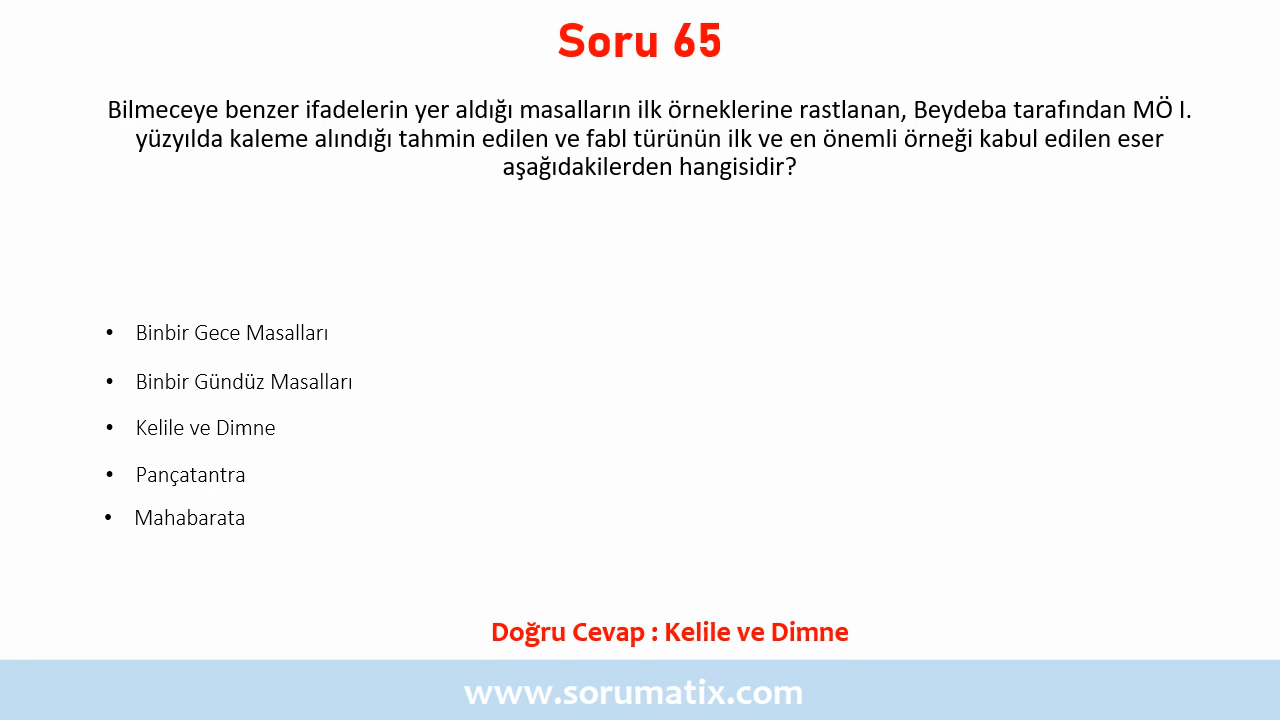 Soru 65
Bilmeceye benzer ifadelerin yer aldığı masalların ilk örneklerine rastlanan, Beydeba tarafından MÖ I.
yüzyılda kaleme alındığı tahmin edilen ve fabl türünün ilk ve en önemli örneği kabul edilen eser
aşağıdakilerden hangisidir?
• Binbir Gece Masalları
• Binbir Gündüz Masalları
• Kelile ve Dimne
• Pançatantra
• Mahabarata
Doğru Cevap : Kelile ve Dimne
www.sorumatix.com